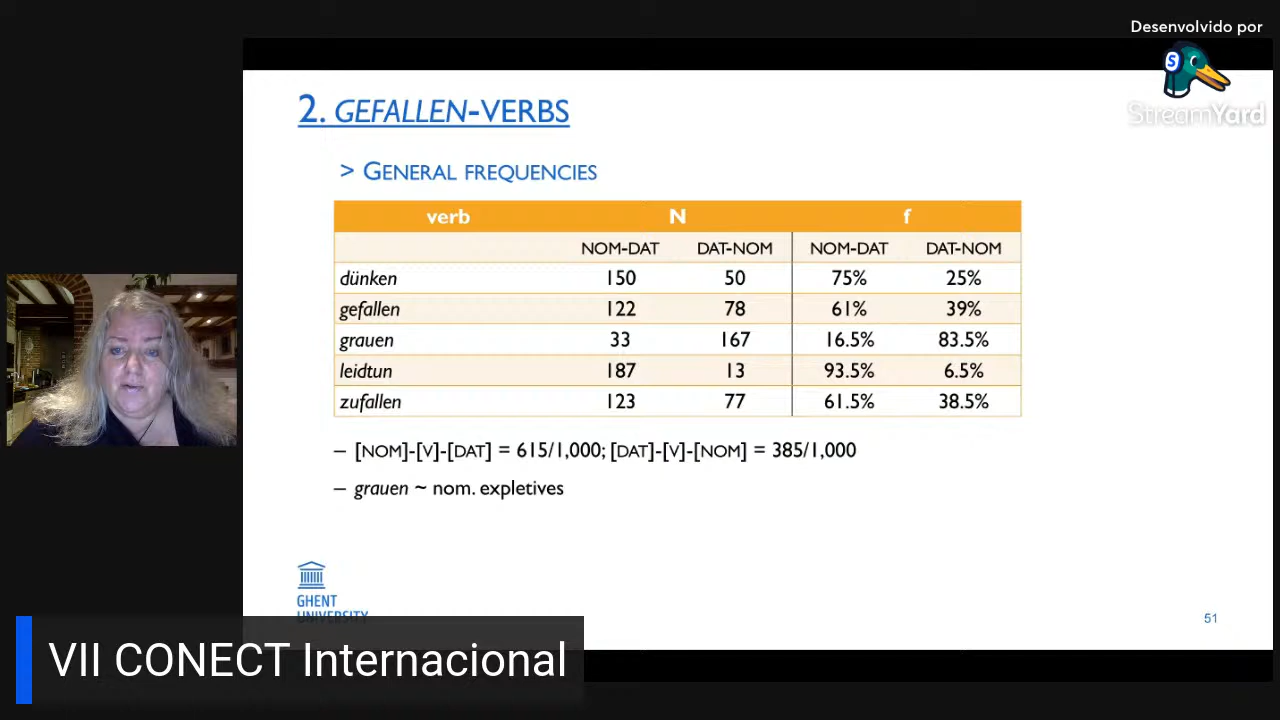 Desenvolvido por
StreamYard
2. GEFALLEN-VERBS
> GENERAL FREQUENCIES
verb N f
NOM-DAT DAT-NOM NOM-DAT DAT-NOM
dünken 150 50 75% 25%
gefallen 122 78 61% 39%
grauen 33 167 16.5% 83.5%
leidtun 187 13 93.5% 6.5%
zufallen 123 77 61.5% 38.5%
– [NOM]-[V]-[DAT] = 615/1,000; [DAT]-[V]-[NOM] = 385/1,000
– grauen ~ nom. expletives
GHENT
UNIVERSITY
51
VII CONECT Internacional